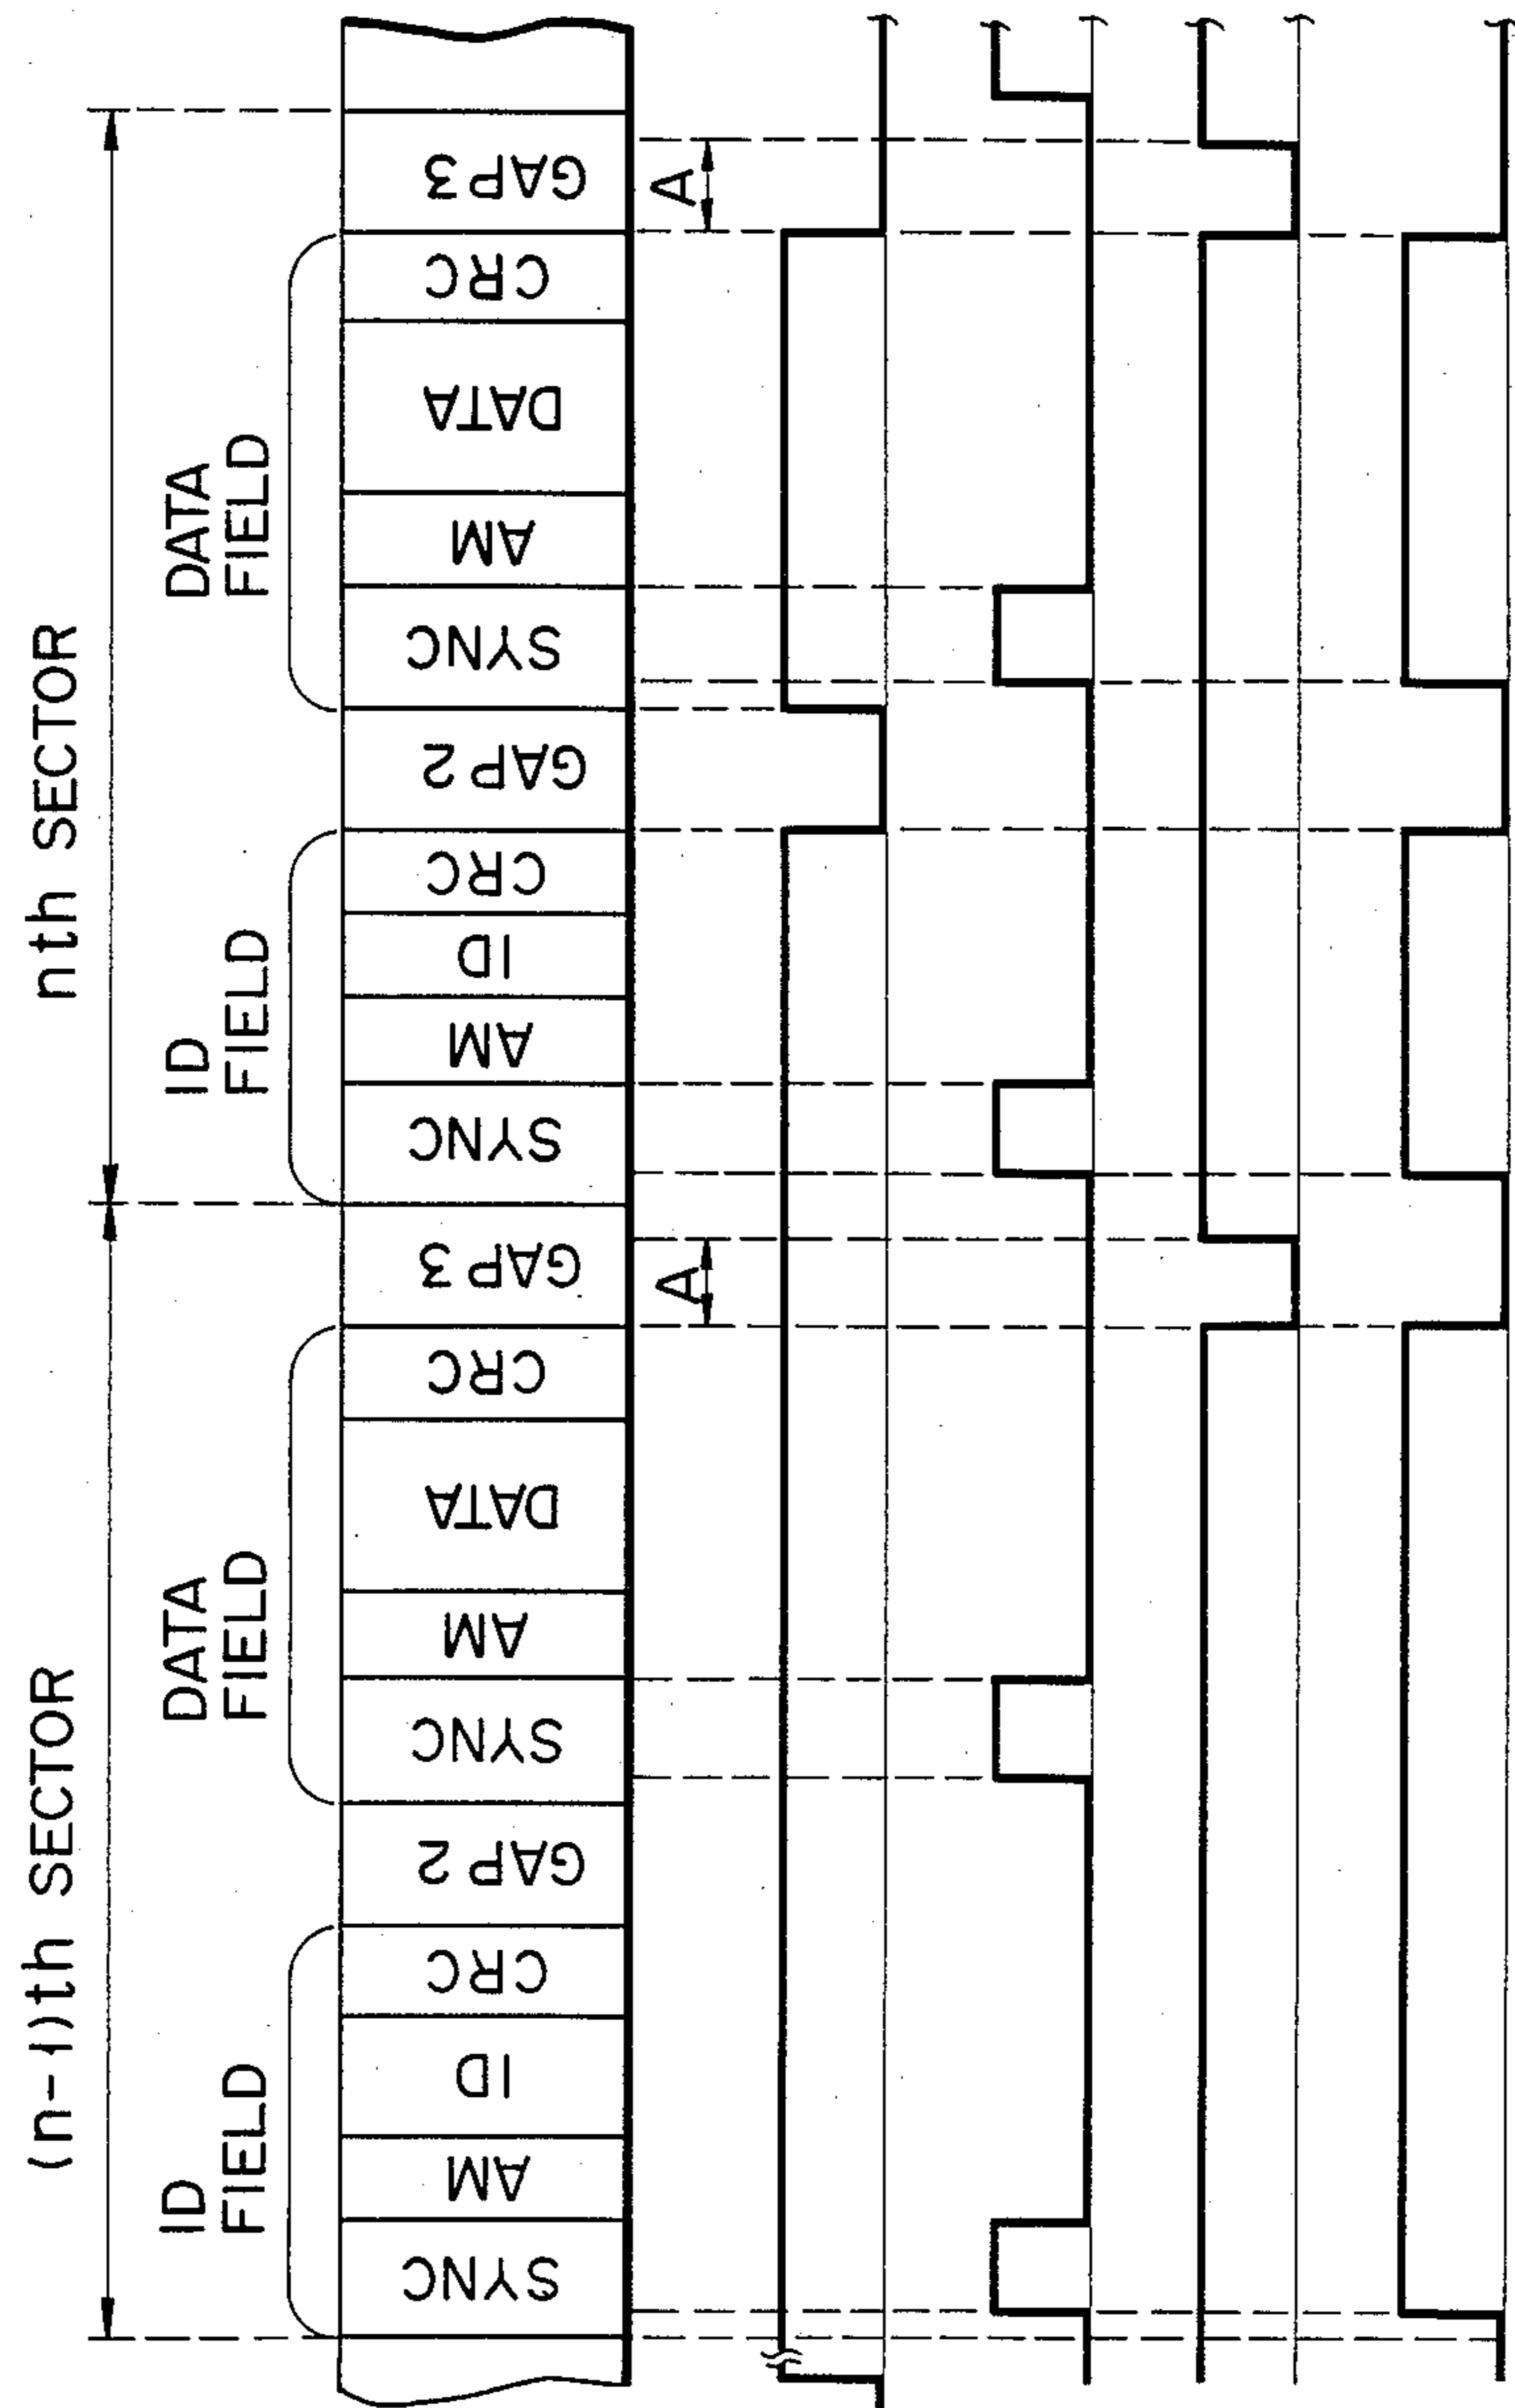 (n-1)th SECTOR
nth SECTOR
ID
FIELD
DATA
FIELD
ID
FIELD
DATA
FIELD
SYNC
AM
ID
CRC
GAP 2
SYNC
AM
DATA
CRC
GAP 3
SYNC
AM
ID
CRC
GAP 2
SYNC
AM
DATA
CRC
GAP 3
A
A